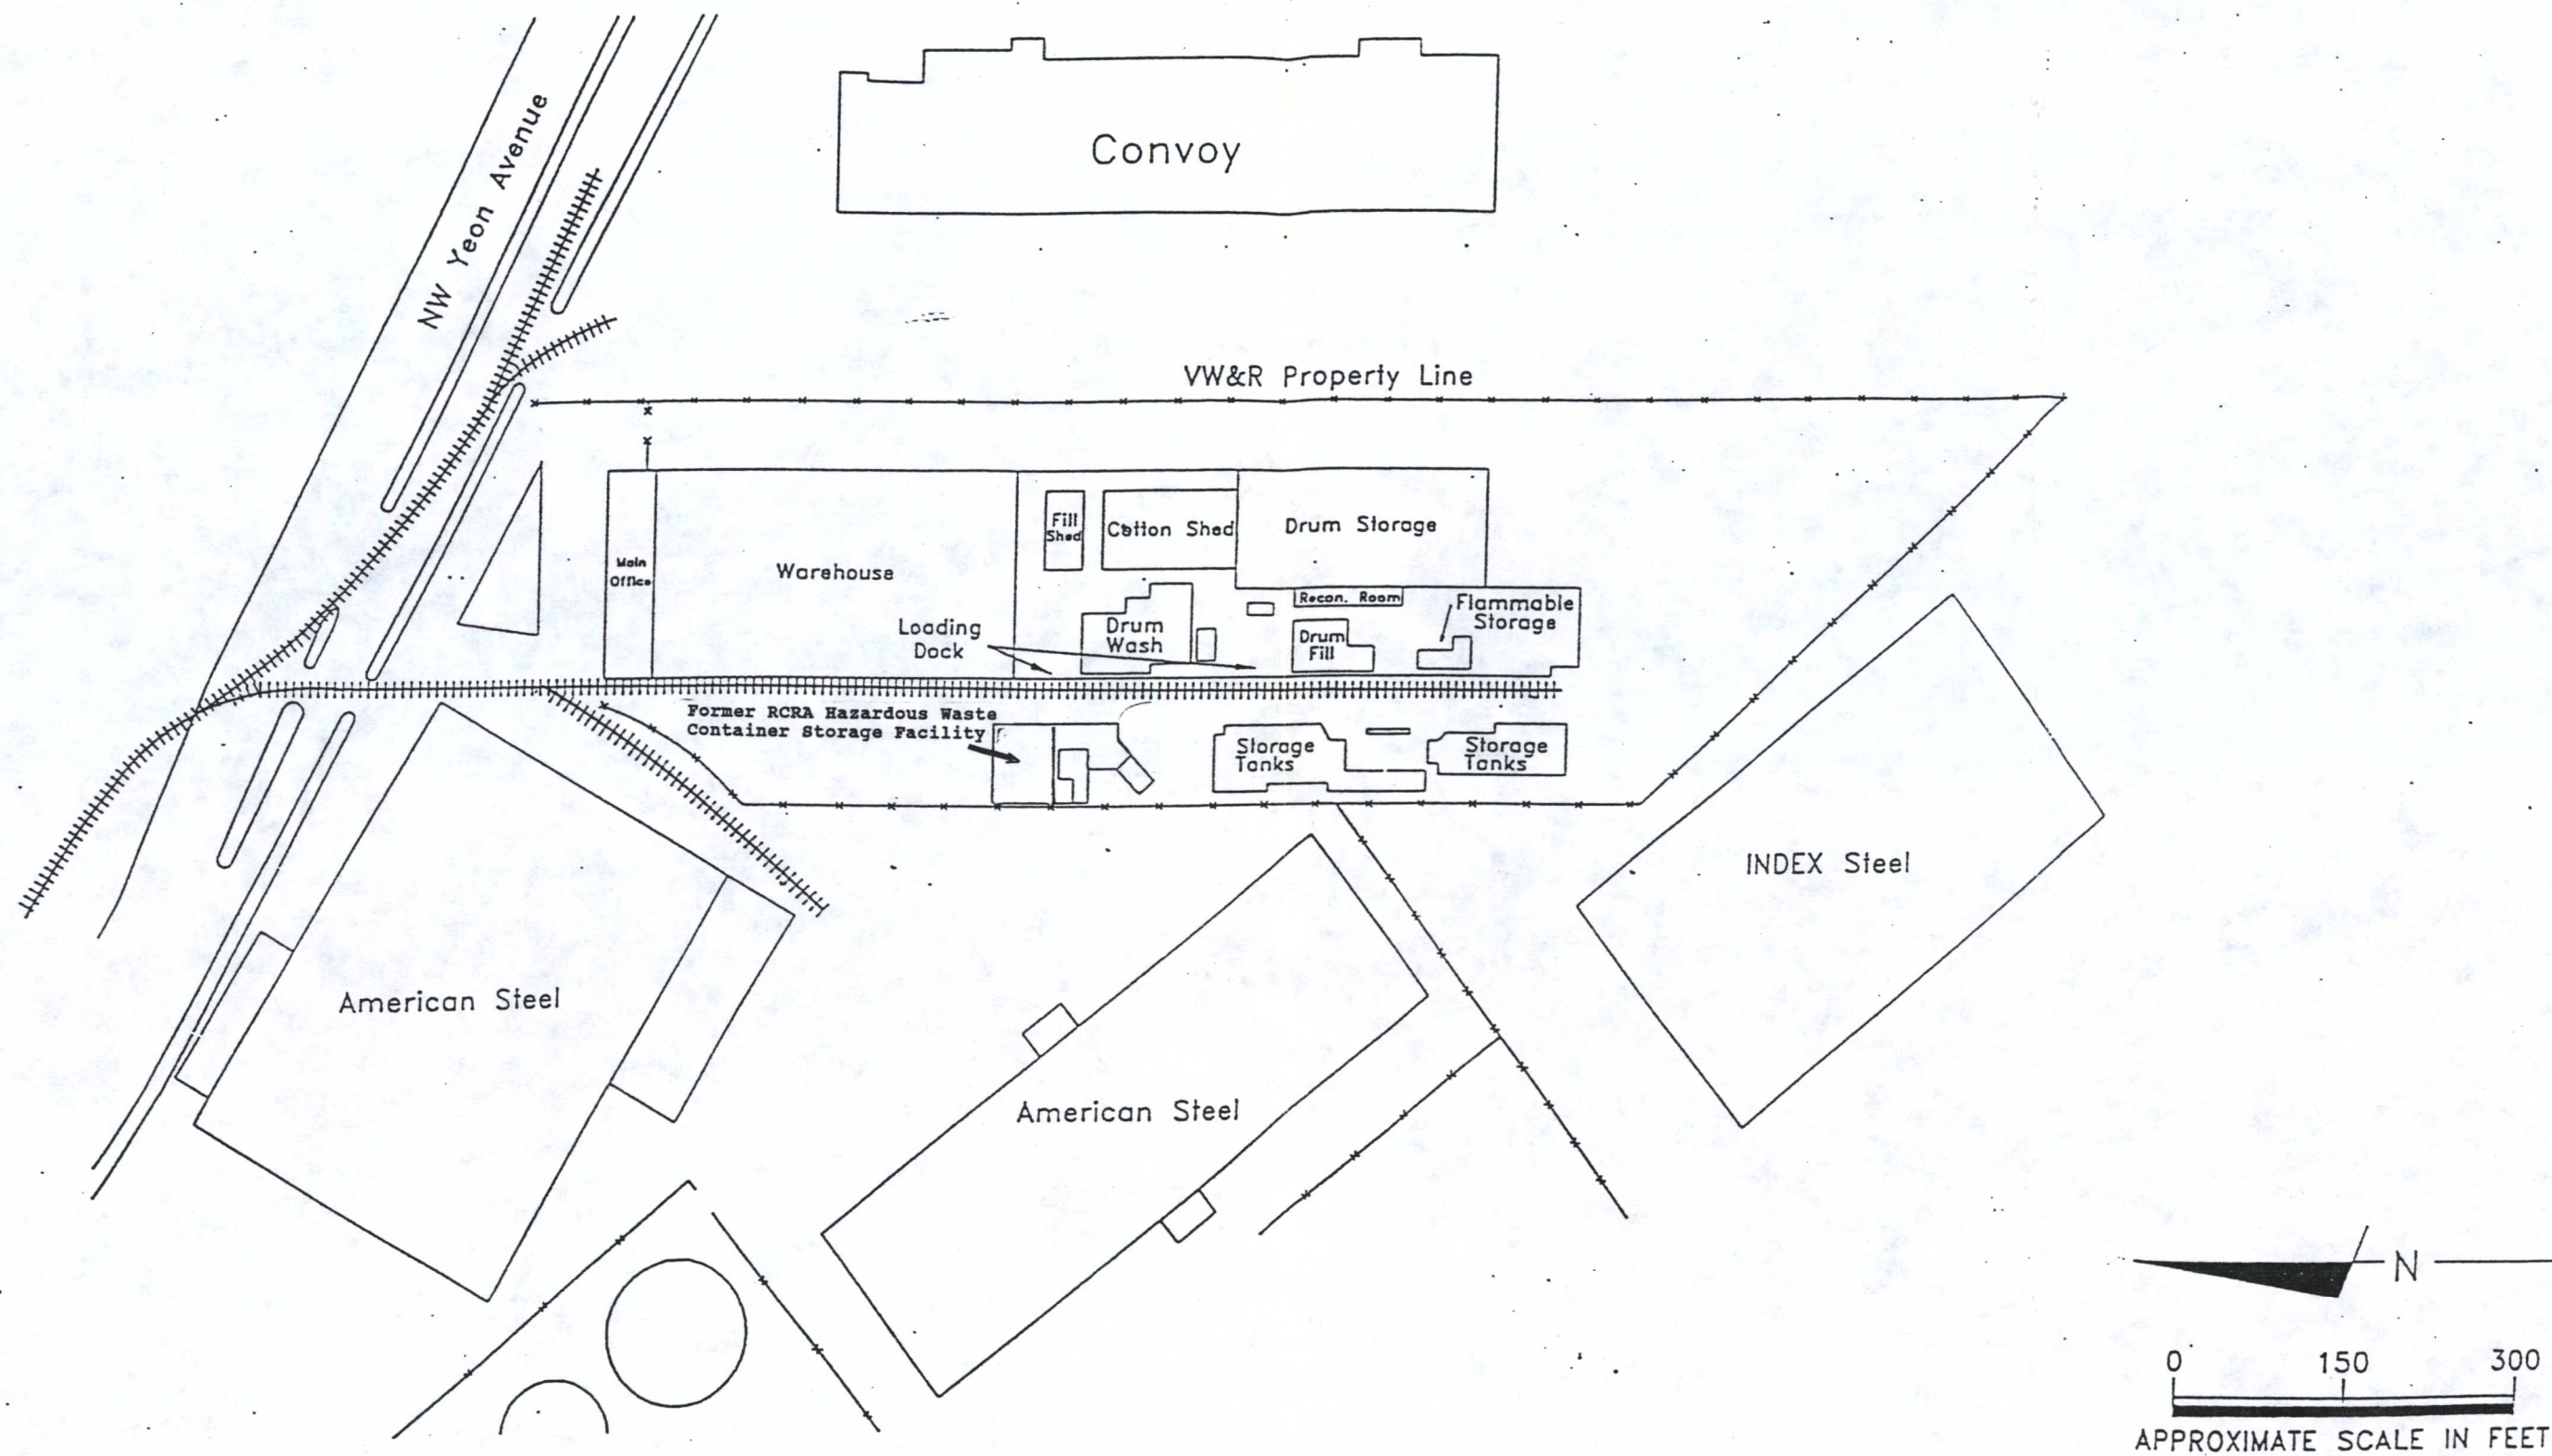 Convoy
NW Yeon Avenue
VW&R Property Line
Fill
Shed
Cotton Shed
Drum Storage
Main
Office
Warehouse
Recon. Room
Flammable
Storage
Loading
Dock
Drum
Wash
Drum
Fill
Former RCRA Hazardous Waste
Container Storage Facility
Storage
Tanks
Storage
Tanks
INDEX Steel
American Steel
American Steel
N
0 150 300
APPROXIMATE SCALE IN FEET